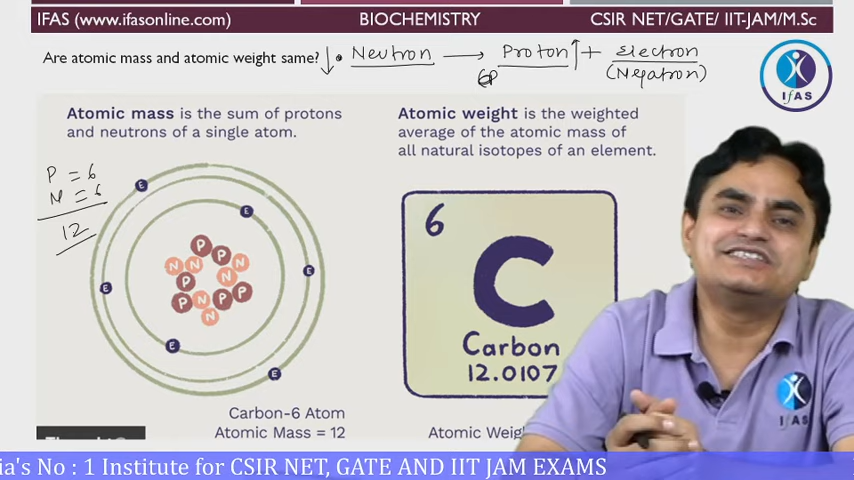 IFAS (www.ifasonline.com) BIOCHEMISTRY CSIR NET/GATE/ IIT-JAM/M.Sc
Are atomic mass and atomic weight same? ↓ • Neutron → Proton ↑ + Electron
(Negatron)
IFAS
Atomic mass is the sum of protons
and neutrons of a single atom.
Atomic weight is the weighted
average of the atomic mass of
all natural isotopes of an element.
P = 6
N = 6
12
E
E
P
P
N
N
N
P
N
E
E
P
N
P
P
N
E
E
6
C
Carbon
12.0107
IFAS
Carbon-6 Atom
Atomic Mass = 12
Atomic
ia's No : 1 Institute for CSIR NET, GATE AND IIT JAM EXAMS